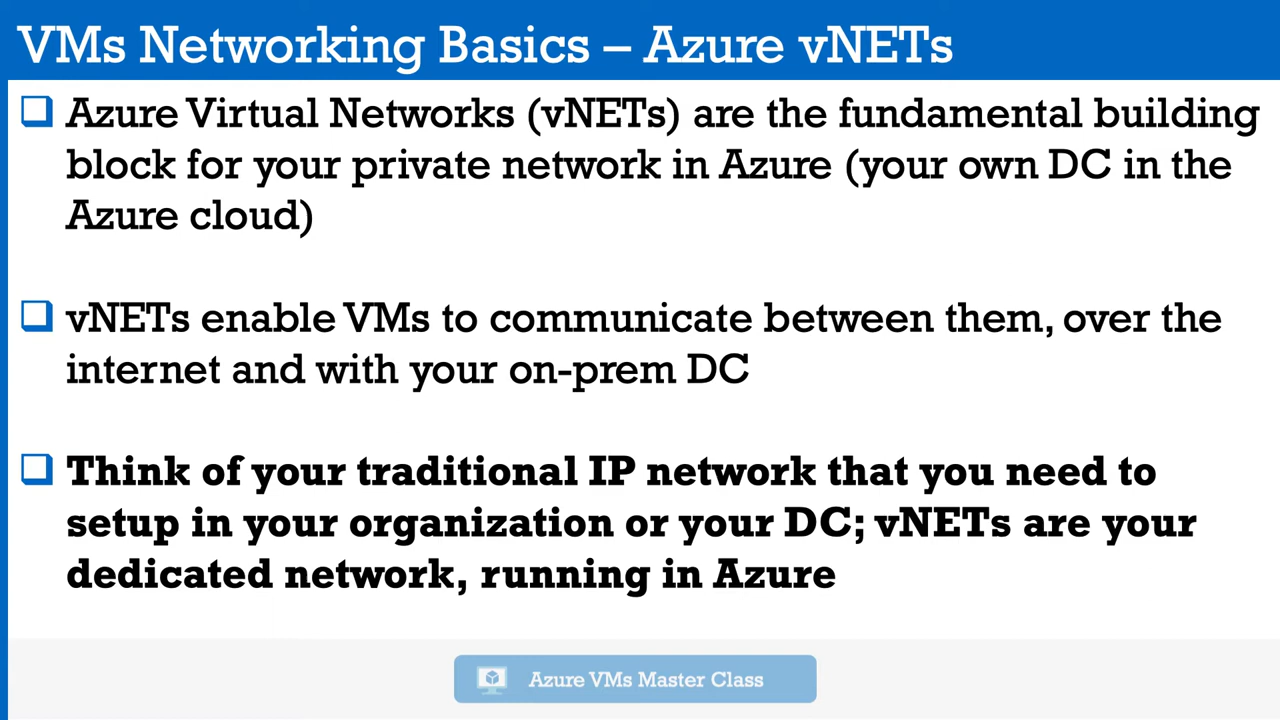 VMs Networking Basics – Azure vNETs
Azure Virtual Networks (vNETs) are the fundamental building
block for your private network in Azure (your own DC in the
Azure cloud)
vNETs enable VMs to communicate between them, over the
internet and with your on-prem DC
Think of your traditional IP network that you need to
setup in your organization or your DC; vNETs are your
dedicated network, running in Azure
Azure VMs Master Class